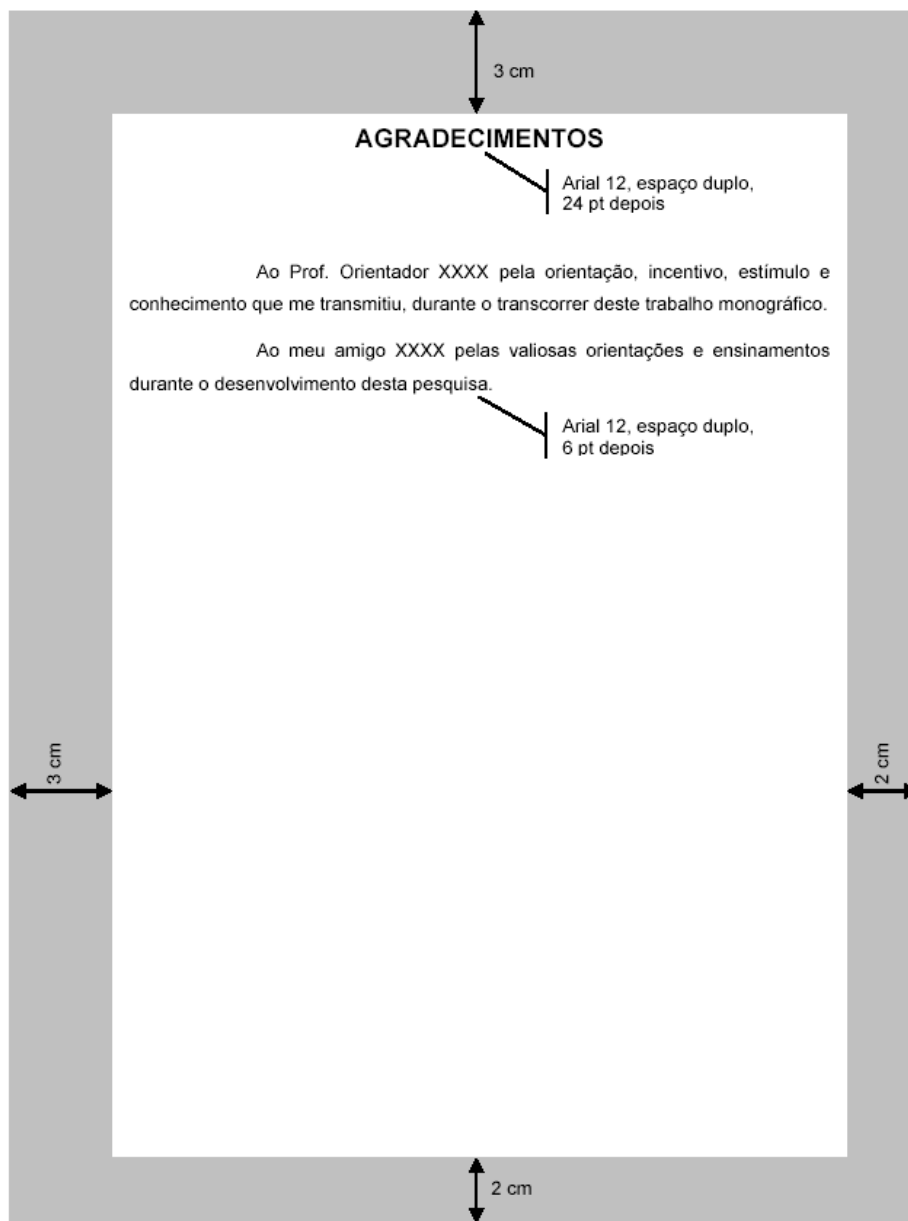 3 cm
AGRADECIMENTOS
Arial 12, espaço duplo,
24 pt depois
Ao Prof. Orientador XXXX pela orientação, incentivo, estímulo e
conhecimento que me transmitiu, durante o transcorrer deste trabalho monográfico.
Ao meu amigo XXXX pelas valiosas orientações e ensinamentos
durante o desenvolvimento desta pesquisa.
Arial 12, espaço duplo,
6 pt depois
3 cm
2 cm
2 cm